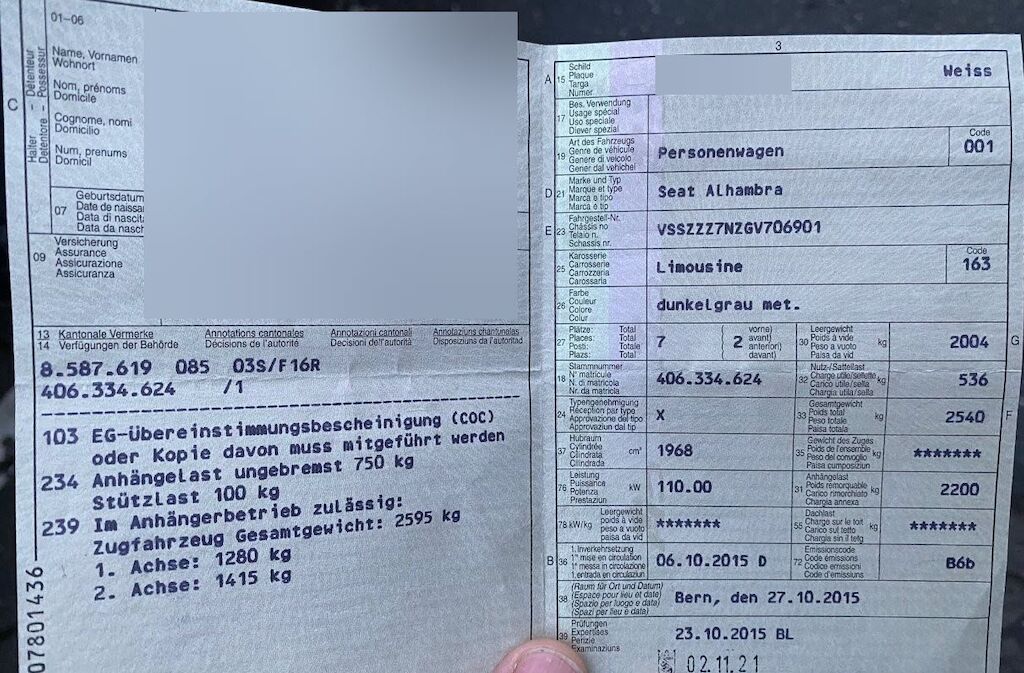 01-06
Name, Vornamen
Wohnort
Nom, prénoms
Domicile
Cognome, nomi
Domicilio
Num, prenums
Domicil
C
Halter - Détenteur
Detentore - Possessur
07
Geburtsdatum
Date de naissa
Data di nascit
Data da nasch
09
Versicherung
Assurance
Assicurazione
Assicuranza
13 Kantonale Vermerke Annotations cantonales Annotazioni cantonali Annotaziuns chantunalas
14 Verfügungen der Behörde Décisions de l'autorité Decisioni dell'autorità Disposiziuns da l'autoritad
8.587.619 085 03S/F16R
406.334.624 /1
103 EG-Übereinstimmungsbescheinigung (COC)
oder Kopie davon muss mitgeführt werden
234 Anhängelast ungebremst 750 kg
Stützlast 100 kg
239 Im Anhängerbetrieb zulässig:
Zugfahrzeug Gesamtgewicht: 2595 kg
1. Achse: 1280 kg
2. Achse: 1415 kg
07801436
3
A 15
Schild
Plaque
Targa
Numer
Weiss
17
Bes. Verwendung
Usage spécial
Uso speciale
Diever spezial
19
Art des Fahrzeugs
Genre de véhicule
Genere di veicolo
Gener dal vehichel
Personenwagen
Code
001
D 21
Marke und Typ
Marque et type
Marca e tipo
Marca e tip
Seat Alhambra
E 23
Fahrgestell-Nr.
Châssis no
Telaio n.
Schassis nr.
VSSZZZ7NZGV706901
25
Karosserie
Carrosserie
Carrozzeria
Carossaria
Limousine
Code
163
26
Farbe
Couleur
Colore
Colur
dunkelgrau met.
27
Plätze: Total
Places: Total
Posti: Totale
Plazs: Total
7
2
vorne)
avant)
anteriori)
davant)
30
Leergewicht
Poids à vide
Peso a vuoto
Paisa da vid
kg
2004
G
18
Stammnummer
N° matricule
N. di matricola
Nr. da matricla
406.334.624
32
Nutz-/Sattellast
Charge utile/sellette
Carico utile/sella
Chargia utila/sella
kg
536
24
Typengenehmigung
Réception par type
Approvazione del tipo
Approvaziun dal tip
X
33
Gesamtgewicht
Poids total
Peso totale
Paisa totala
kg
2540
F
37
Hubraum
Cylindrée
Cilindrata
Cilindrada
cm³
1968
35
Gewicht des Zuges
Poids de l'ensemble
Peso del convoglio
Paisa cumposiziun
kg
*******
76
Leistung
Puissance
Potenza
Prestaziun
kW
110.00
31
Anhängelast
Poids remorquable
Carico rimorchiato
Chargia annexa
kg
2200
78 kW/kg
Leergewicht
poids à vide
peso a vuoto
paisa da vid
*******
55
Dachlast
Charge sur le toit
Carico sul tetto
Chargia sin il tetg
kg
*******
B 36
1. Inverkehrsetzung
1re mise en circulation
1a messa in circolazione
1. entrada en circulaziun
06.10.2015 D
72
Emissionscode
Code émissions
Codice emissioni
Code d'emissiuns
B6b
38
(Raum für Ort und Datum)
(Espace pour lieu et date)
(Spazio per luogo e data)
(Spazi per lieu e data)
Bern, den 27.10.2015
39
Prüfungen
Expertises
Perizie
Examinaziuns
23.10.2015 BL
02.11.21